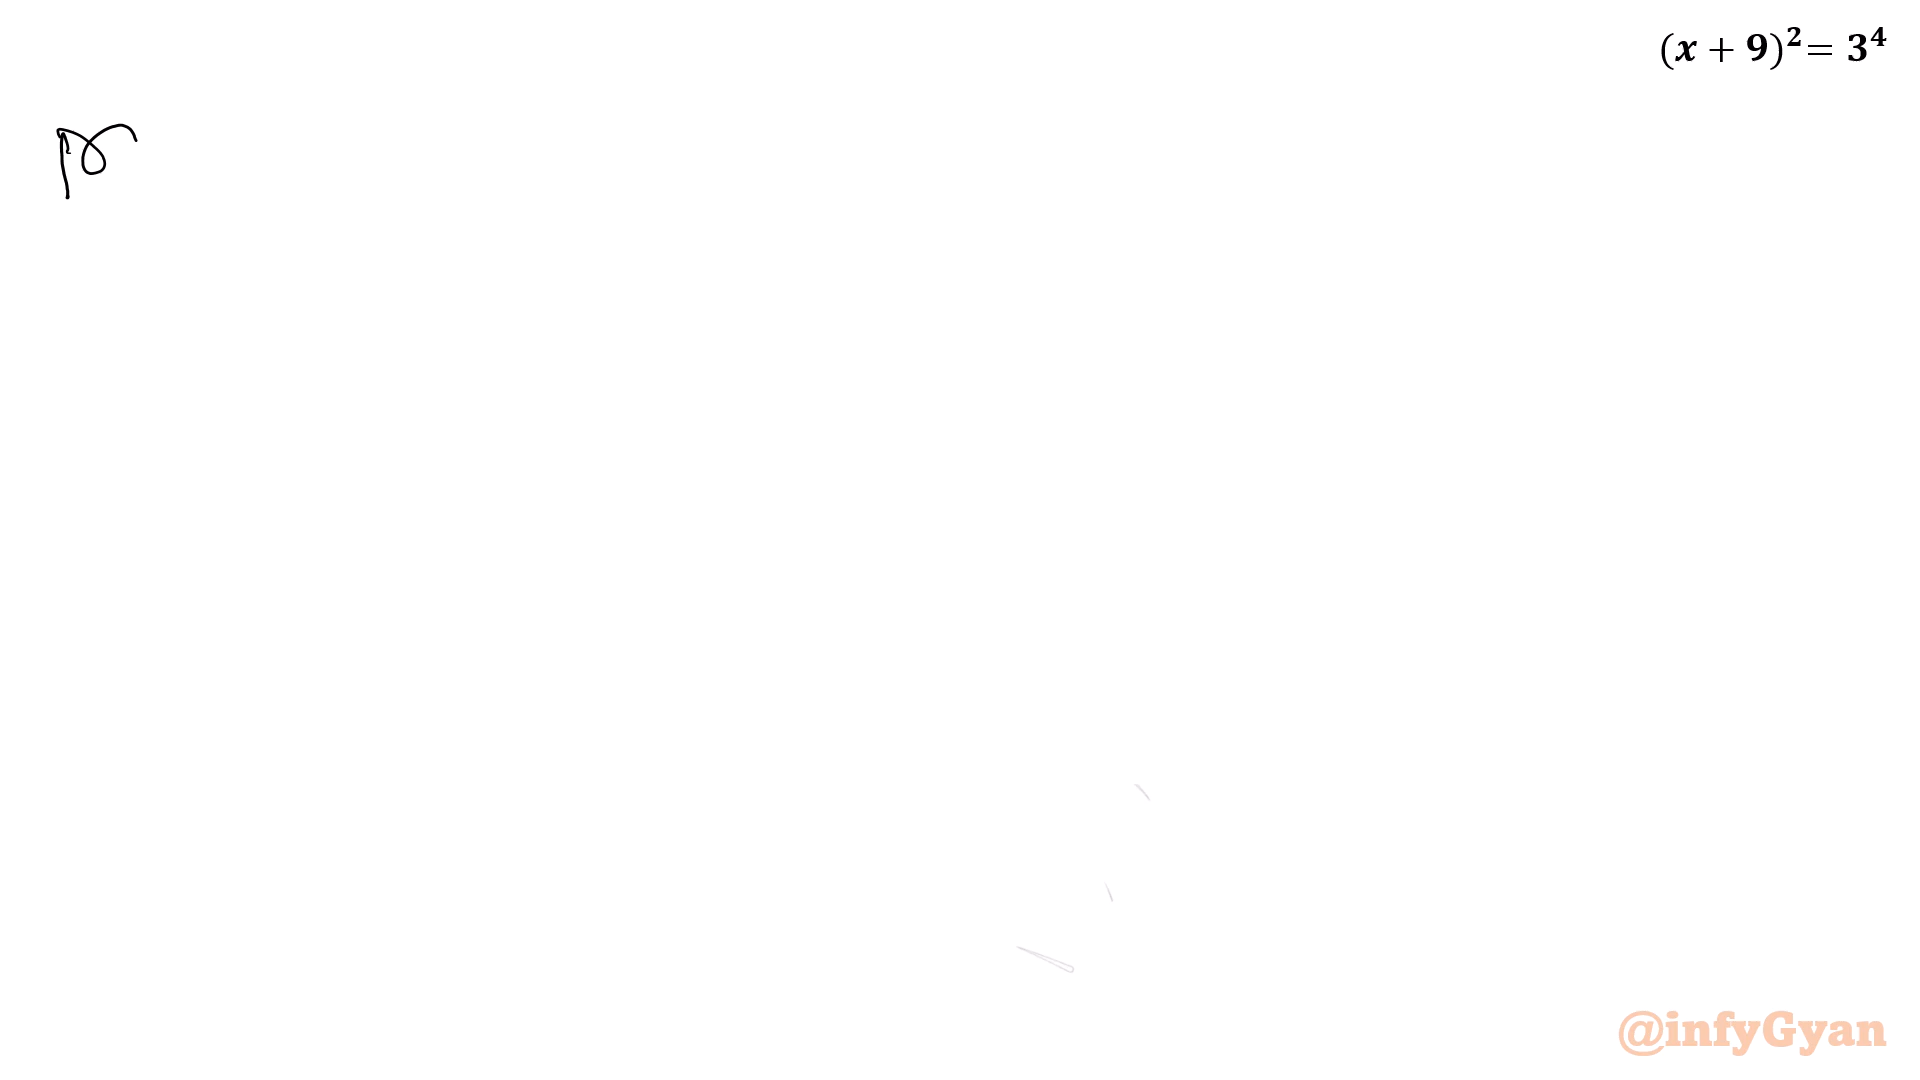 (x + 9)² = 3⁴
@infyGyan